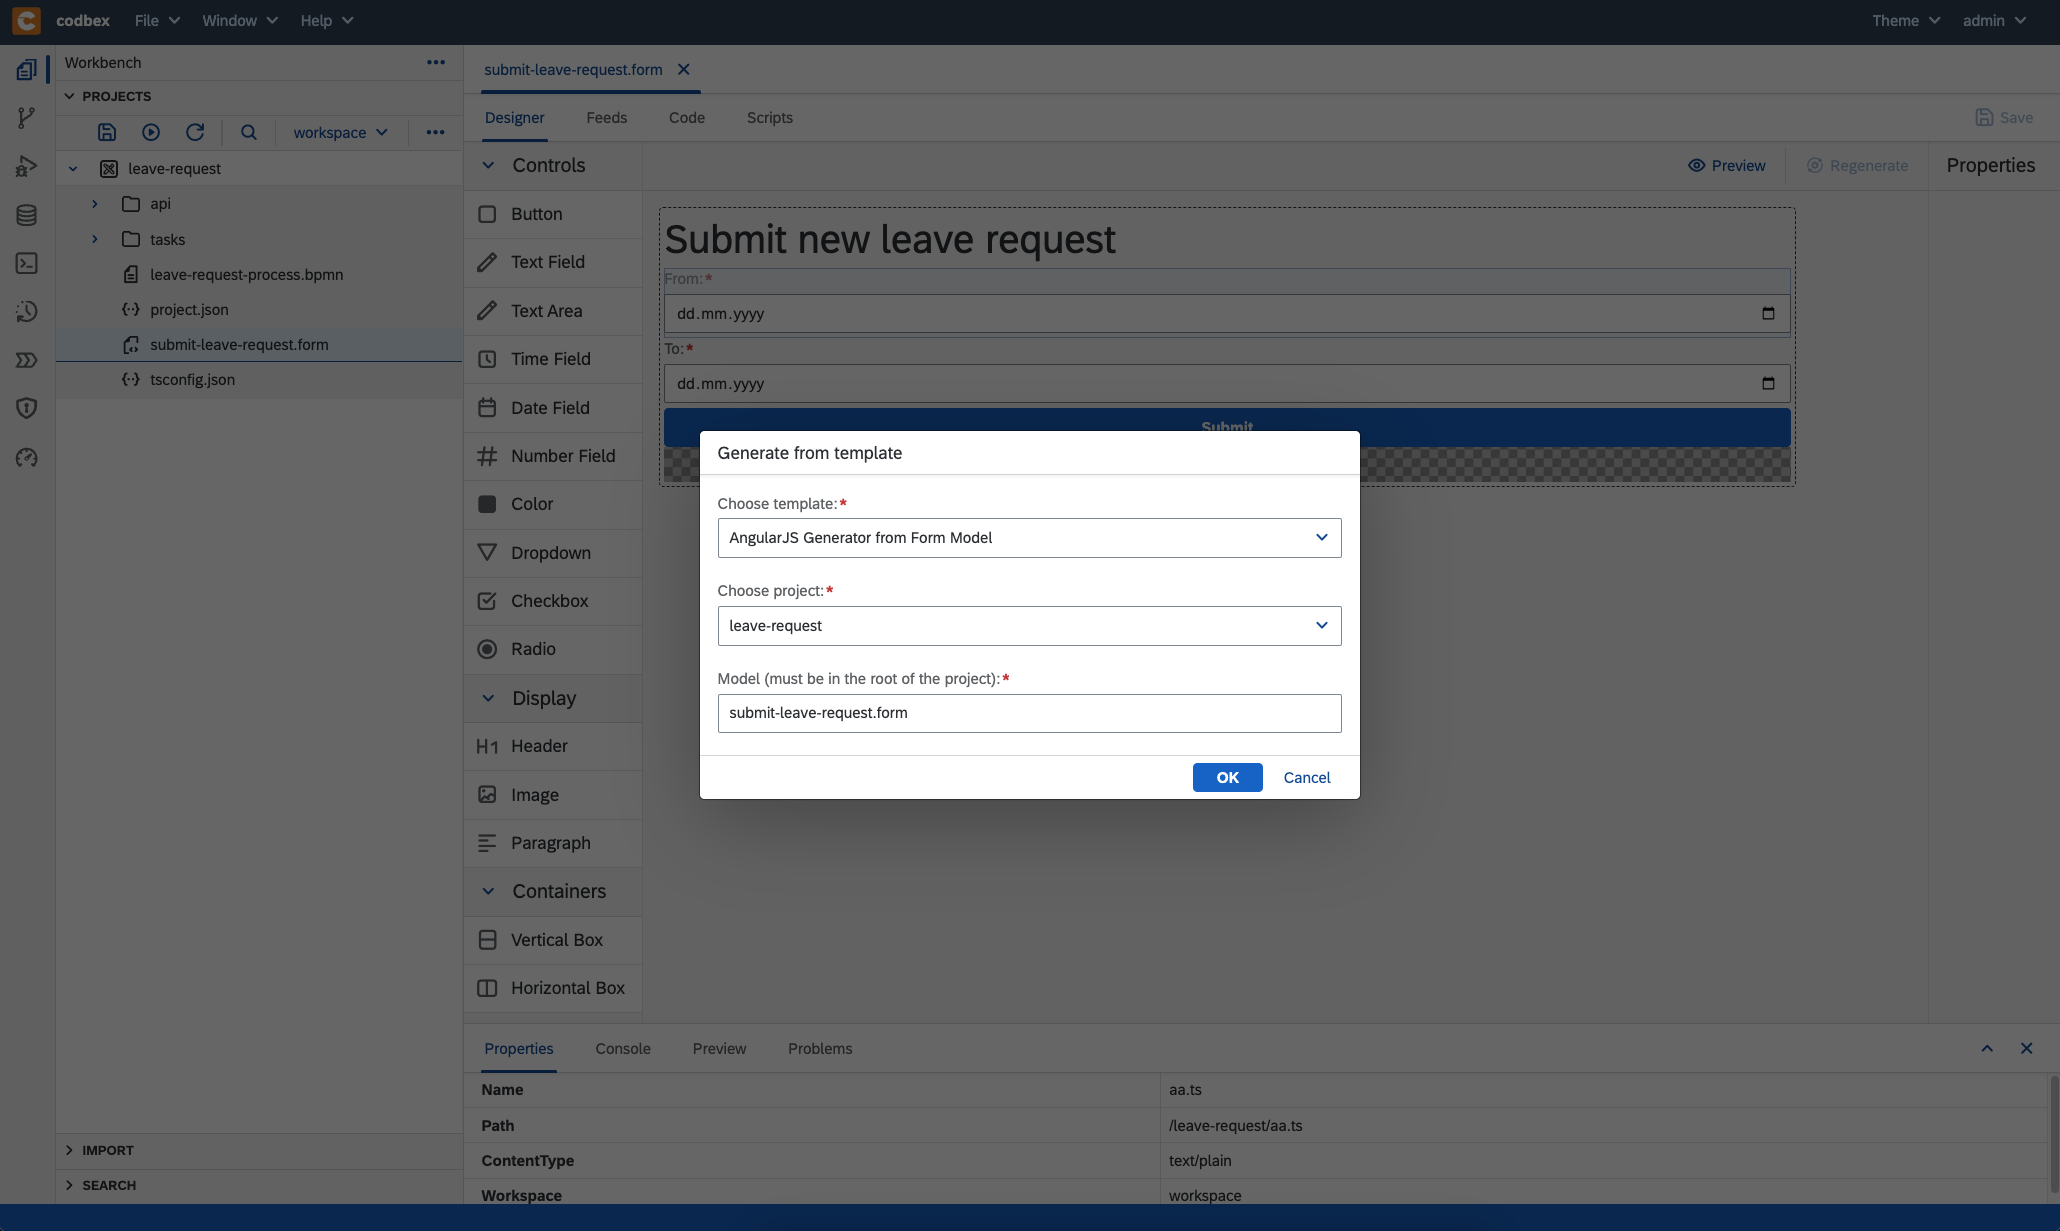 codbex File Window Help Theme admin
Workbench
PROJECTS
workspace
leave-request
api
tasks
leave-request-process.bpmn
project.json
submit-leave-request.form
tsconfig.json
IMPORT
SEARCH
submit-leave-request.form
Designer Feeds Code Scripts Save
Controls
Button
Text Field
Text Area
Time Field
Date Field
Number Field
Color
Dropdown
Checkbox
Radio
Display
H1 Header
Image
Paragraph
Containers
Vertical Box
Horizontal Box
Preview Regenerate
Properties
Submit new leave request
From:*
dd.mm.yyyy
To:*
dd.mm.yyyy
Submit
Generate from template
Choose template:*
AngularJS Generator from Form Model
Choose project:*
leave-request
Model (must be in the root of the project):*
submit-leave-request.form
OK Cancel
Properties Console Preview Problems
Name aa.ts
Path /leave-request/aa.ts
ContentType text/plain
Workspace workspace